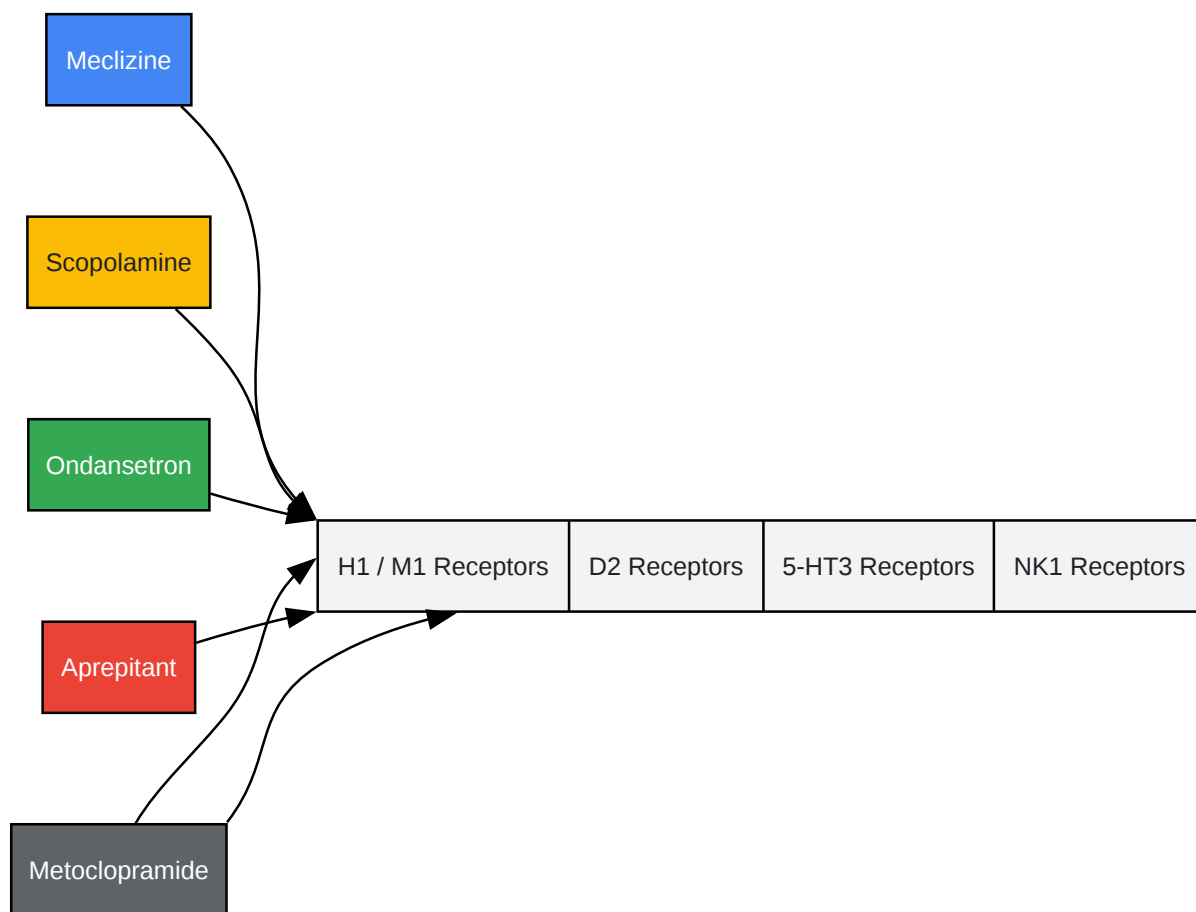 Meclizine
Scopolamine
Ondansetron
H1 / M1 Receptors
D2 Receptors
5-HT3 Receptors
NK1 Receptors
Aprepitant
Metoclopramide